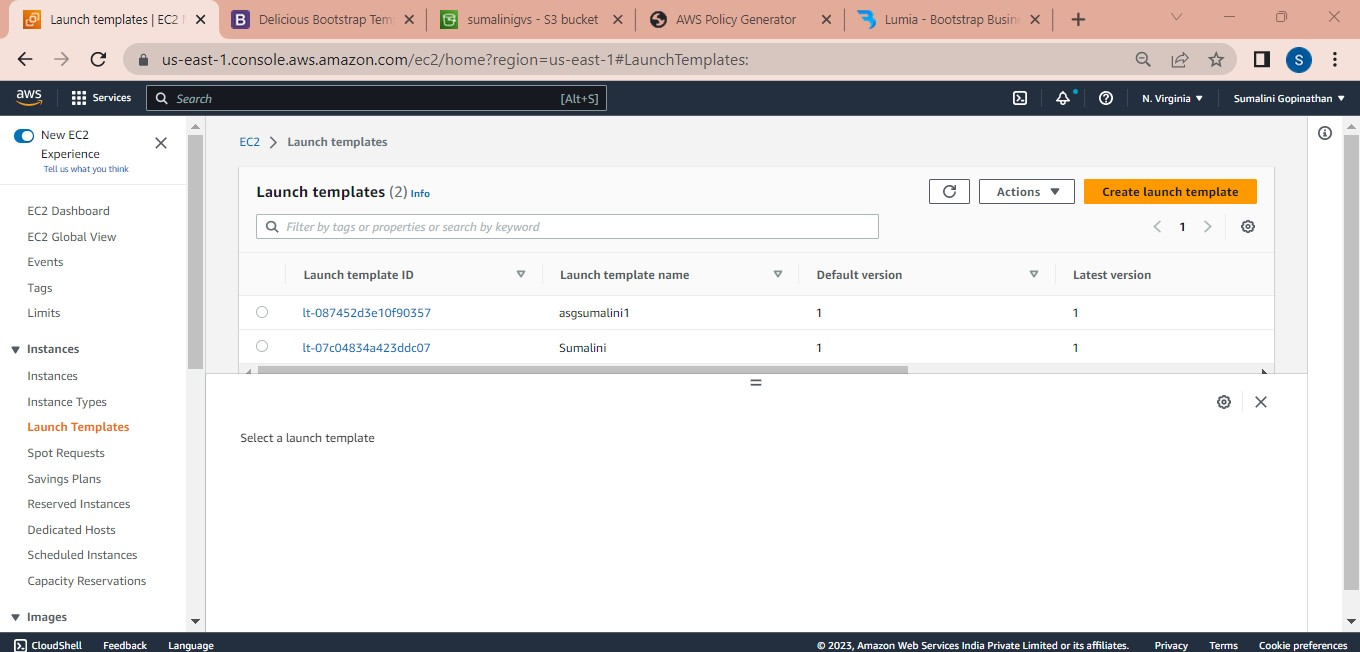 Launch templates | EC2
Delicious Bootstrap Tem
sumalinigvs - S3 bucket
AWS Policy Generator
Lumia - Bootstrap Busin
us-east-1.console.aws.amazon.com/ec2/home?region=us-east-1#LaunchTemplates:
S
aws
Services
Search
[Alt+S]
N. Virginia
Sumalini Gopinathan
New EC2
Experience
Tell us what you think
EC2 Dashboard
EC2 Global View
Events
Tags
Limits
Instances
Instances
Instance Types
Launch Templates
Spot Requests
Savings Plans
Reserved Instances
Dedicated Hosts
Scheduled Instances
Capacity Reservations
Images
EC2 > Launch templates
Launch templates (2) Info
Actions
Create launch template
Filter by tags or properties or search by keyword
1
Launch template ID
Launch template name
Default version
Latest version
lt-087452d3e10f90357
asgsumalini1
1
1
lt-07c04834a423ddc07
Sumalini
1
1
Select a launch template
CloudShell
Feedback
Language
© 2023, Amazon Web Services India Private Limited or its affiliates.
Privacy
Terms
Cookie preferences